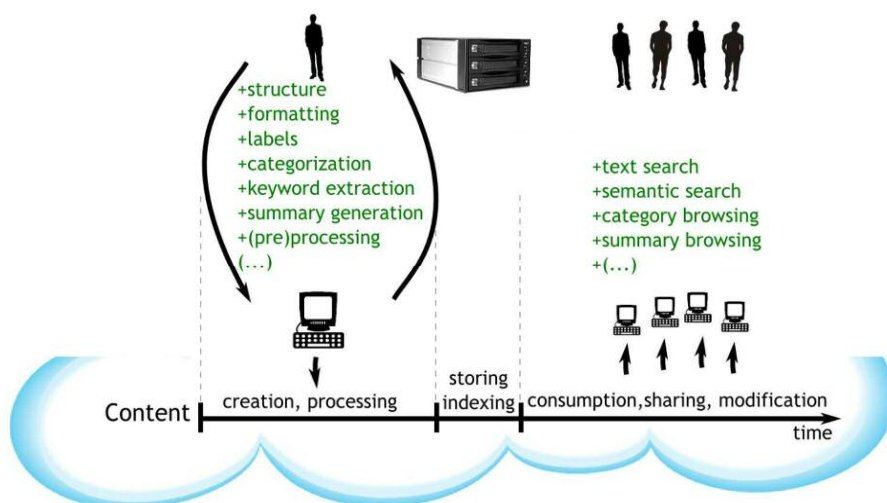 +structure
+formatting
+labels
+categorization
+keyword extraction
+summary generation
+(pre)processing
(...)
+text search
+semantic search
+category browsing
+summary browsing
+(...)
Content
creation, processing
storing
indexing
consumption,sharing, modification
time